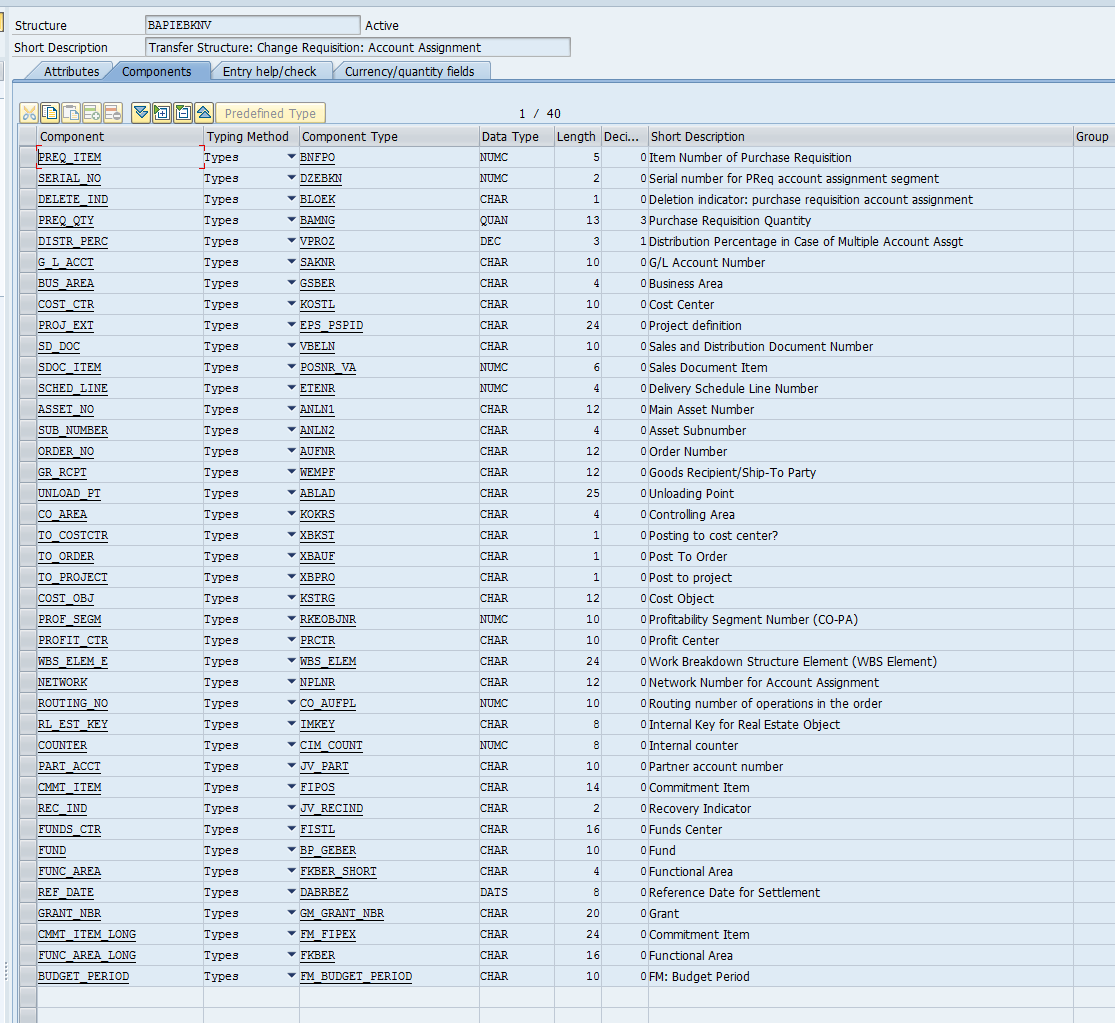 Structure BAPIEBKNV Active
Short Description Transfer Structure: Change Requisition: Account Assignment
Attributes Components Entry help/check Currency/quantity fields
Predefined Type 1 / 40
Component Typing Method Component Type Data Type Length Deci... Short Description Group
PREQ_ITEM Types BNFPO NUMC 5 0 Item Number of Purchase Requisition
SERIAL_NO Types DZEBKN NUMC 2 0 Serial number for PReq account assignment segment
DELETE_IND Types BLOEK CHAR 1 0 Deletion indicator: purchase requisition account assignment
PREQ_QTY Types BAMNG QUAN 13 3 Purchase Requisition Quantity
DISTR_PERC Types VPROZ DEC 3 1 Distribution Percentage in Case of Multiple Account Assgt
G_L_ACCT Types SAKNR CHAR 10 0 G/L Account Number
BUS_AREA Types GSBER CHAR 4 0 Business Area
COST_CTR Types KOSTL CHAR 10 0 Cost Center
PROJ_EXT Types EPS_PSPID CHAR 24 0 Project definition
SD_DOC Types VBELN CHAR 10 0 Sales and Distribution Document Number
SDOC_ITEM Types POSNR_VA NUMC 6 0 Sales Document Item
SCHED_LINE Types ETENR NUMC 4 0 Delivery Schedule Line Number
ASSET_NO Types ANLN1 CHAR 12 0 Main Asset Number
SUB_NUMBER Types ANLN2 CHAR 4 0 Asset Subnumber
ORDER_NO Types AUFNR CHAR 12 0 Order Number
GR_RCPT Types WEMPF CHAR 12 0 Goods Recipient/Ship-To Party
UNLOAD_PT Types ABLAD CHAR 25 0 Unloading Point
CO_AREA Types KOKRS CHAR 4 0 Controlling Area
TO_COSTCTR Types XBKST CHAR 1 0 Posting to cost center?
TO_ORDER Types XBAUF CHAR 1 0 Post To Order
TO_PROJECT Types XBPRO CHAR 1 0 Post to project
COST_OBJ Types KSTRG CHAR 12 0 Cost Object
PROF_SEGM Types RKEOBJNR NUMC 10 0 Profitability Segment Number (CO-PA)
PROFIT_CTR Types PRCTR CHAR 10 0 Profit Center
WBS_ELEM_E Types WBS_ELEM CHAR 24 0 Work Breakdown Structure Element (WBS Element)
NETWORK Types NPLNR CHAR 12 0 Network Number for Account Assignment
ROUTING_NO Types CO_AUFPL NUMC 10 0 Routing number of operations in the order
RL_EST_KEY Types IMKEY CHAR 8 0 Internal Key for Real Estate Object
COUNTER Types CIM_COUNT NUMC 8 0 Internal counter
PART_ACCT Types JV_PART CHAR 10 0 Partner account number
CMMT_ITEM Types FIPOS CHAR 14 0 Commitment Item
REC_IND Types JV_RECIND CHAR 2 0 Recovery Indicator
FUNDS_CTR Types FISTL CHAR 16 0 Funds Center
FUND Types BP_GEBER CHAR 10 0 Fund
FUNC_AREA Types FKBER_SHORT CHAR 4 0 Functional Area
REF_DATE Types DABRBEZ DATS 8 0 Reference Date for Settlement
GRANT_NBR Types GM_GRANT_NBR CHAR 20 0 Grant
CMMT_ITEM_LONG Types FM_FIPEX CHAR 24 0 Commitment Item
FUNC_AREA_LONG Types FKBER CHAR 16 0 Functional Area
BUDGET_PERIOD Types FM_BUDGET_PERIOD CHAR 10 0 FM: Budget Period